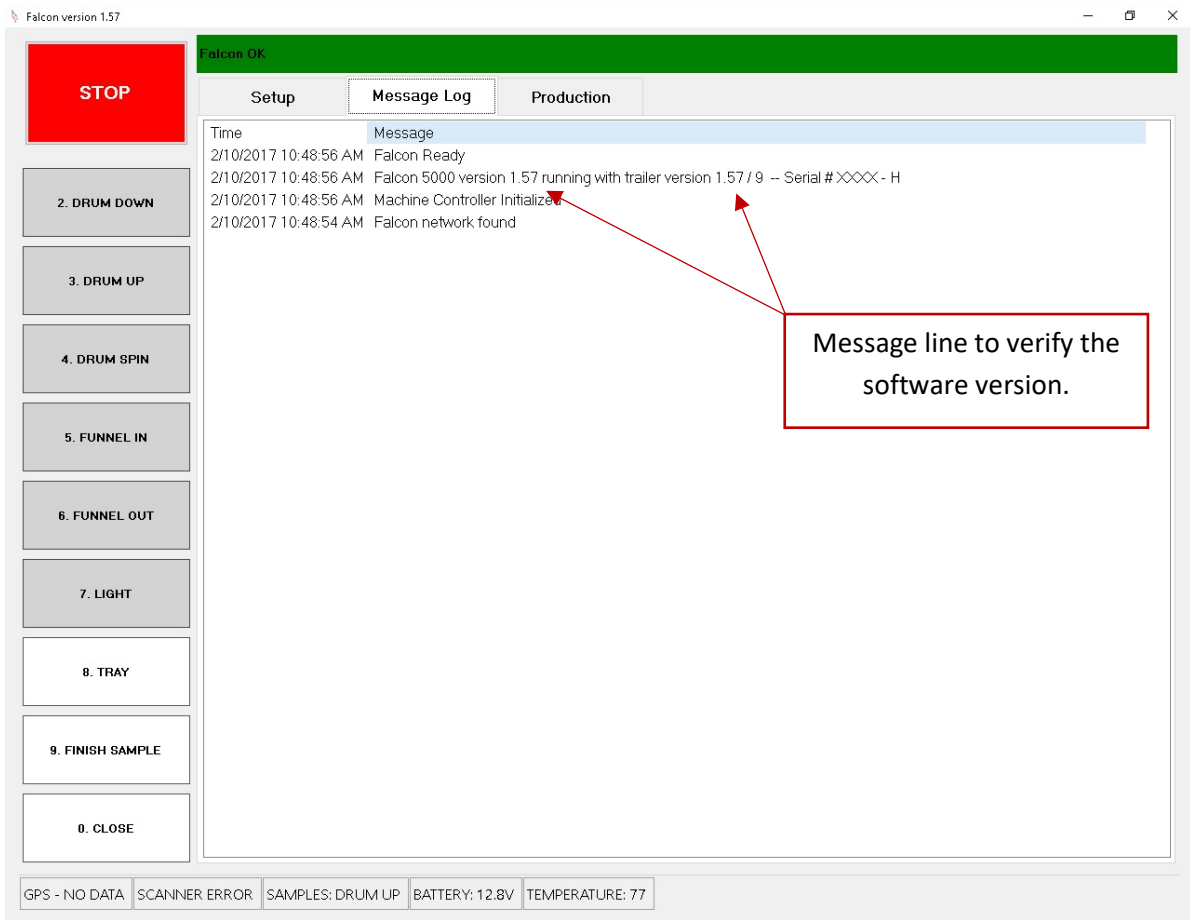 Falcon version 1.57
STOP
Falcon OK
Setup Message Log Production
Time Message
2/10/2017 10:48:56 AM Falcon Ready
2/10/2017 10:48:56 AM Falcon 5000 version 1.57 running with trailer version 1.57 / 9 -- Serial # XXXX - H
2/10/2017 10:48:56 AM Machine Controller Initialized
2/10/2017 10:48:54 AM Falcon network found
Message line to verify the
software version.
2. DRUM DOWN
3. DRUM UP
4. DRUM SPIN
5. FUNNEL IN
6. FUNNEL OUT
7. LIGHT
8. TRAY
9. FINISH SAMPLE
0. CLOSE
GPS - NO DATA SCANNER ERROR SAMPLES: DRUM UP BATTERY: 12.8V TEMPERATURE: 77